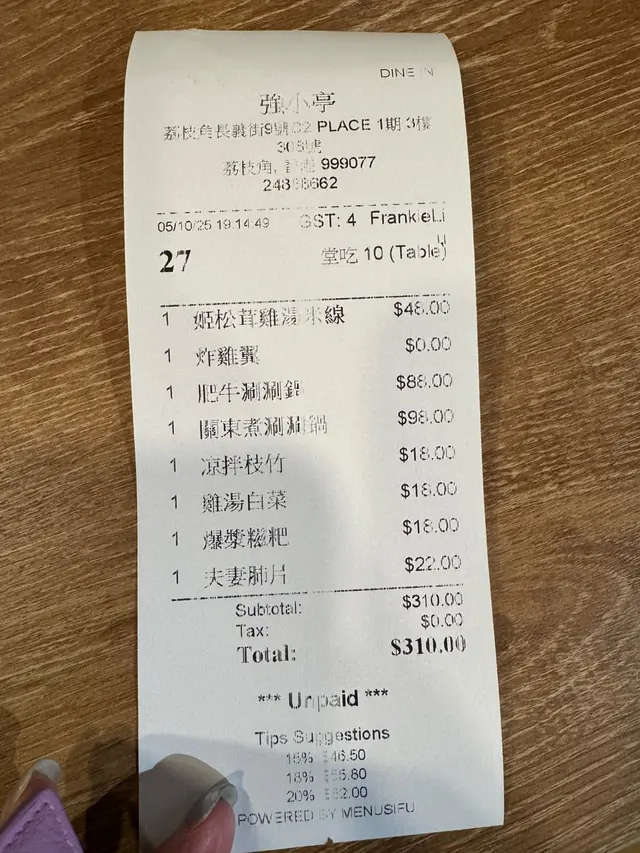 DINE IN
強小亭
荔枝角長義街9號 D2 PLACE 1期 3樓
308號
荔枝角, 香港 999077
05/10/25 19:14:49 GST: 4 FrankieLi
Li
27 堂吃 10 (Table)
1 姬松茸雞湯米線 $48.00
1 炸雞翼 $0.00
1 肥牛涮涮鍋 $88.00
1 關東煮涮涮鍋 $98.00
1 凉拌枝竹 $18.00
1 雞湯白菜 $18.00
1 爆漿糍粑 $18.00
1 夫妻肺片 $22.00
Subtotal: $310.00
Tax: $0.00
Total: $310.00
*** Unpaid ***
Tips Suggestions
15% $46.50
18% $55.80
20% $62.00
POWERED BY MENUSIFU